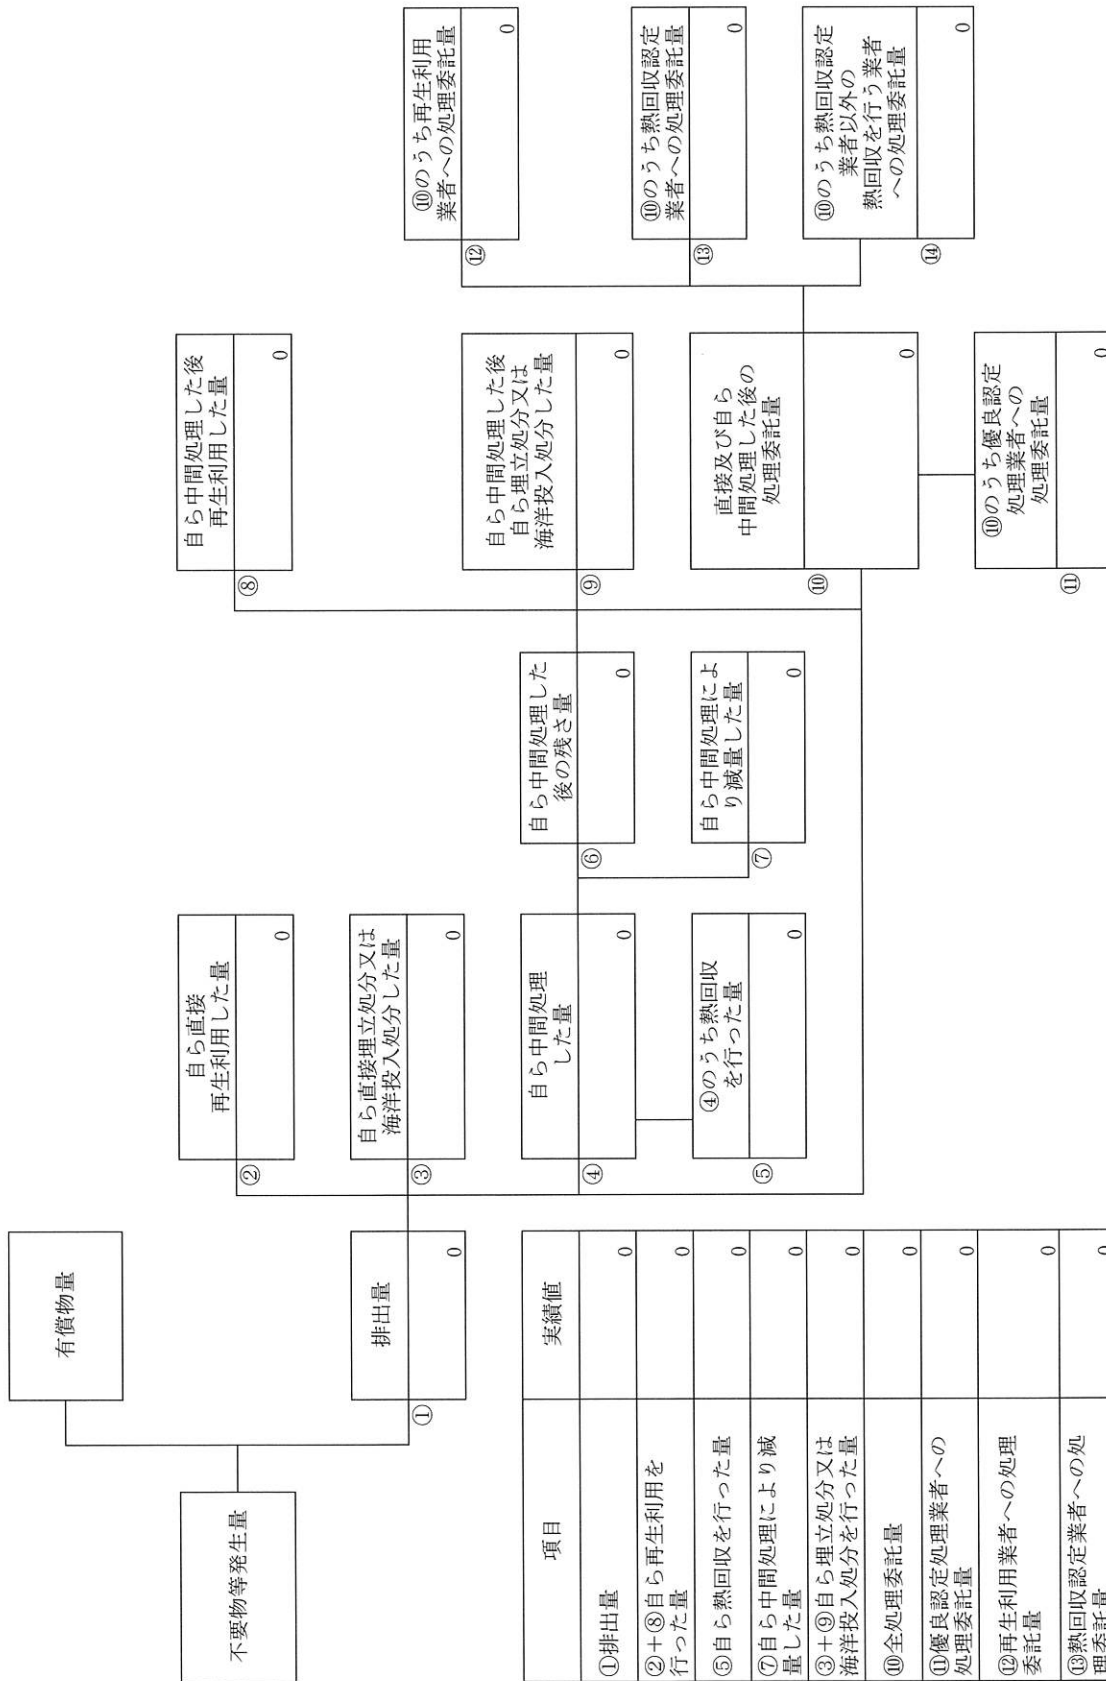 不要物等発生量
有償物量
排出量
①
0
②
自ら直接
再生利用した量
0
③
自ら直接埋立処分又は
海洋投入処分した量
0
④
自ら中間処理
した量
0
⑤
④のうち熱回収
を行った量
0
⑥
自ら中間処理した
後の残さ量
0
⑦
自ら中間処理によ
り減量した量
0
⑧
自ら中間処理した後
再生利用した量
0
⑨
自ら中間処理した後
自ら埋立処分又は
海洋投入処分した量
0
⑩
直接及び自ら
中間処理した後の
処理委託量
0
⑪
⑩のうち優良認定
処理業者への
処理委託量
0
⑫
⑩のうち再生利用
業者への処理委託量
0
⑬
⑩のうち熱回収認定
業者への処理委託量
0
⑭
⑩のうち熱回収認定
業者以外の
熱回収を行う業者
への処理委託量
0
項目
実績値
①排出量
0
②+⑧自ら再生利用を
行った量
0
⑤自ら熱回収を行った量
0
⑦自ら中間処理により減
量した量
0
③+⑨自ら埋立処分又は
海洋投入処分を行った量
0
⑩全処理委託量
0
⑪優良認定処理業者への
処理委託量
0
⑫再生利用業者への処理
委託量
0
⑬熱回収認定業者への処
理委託量
0